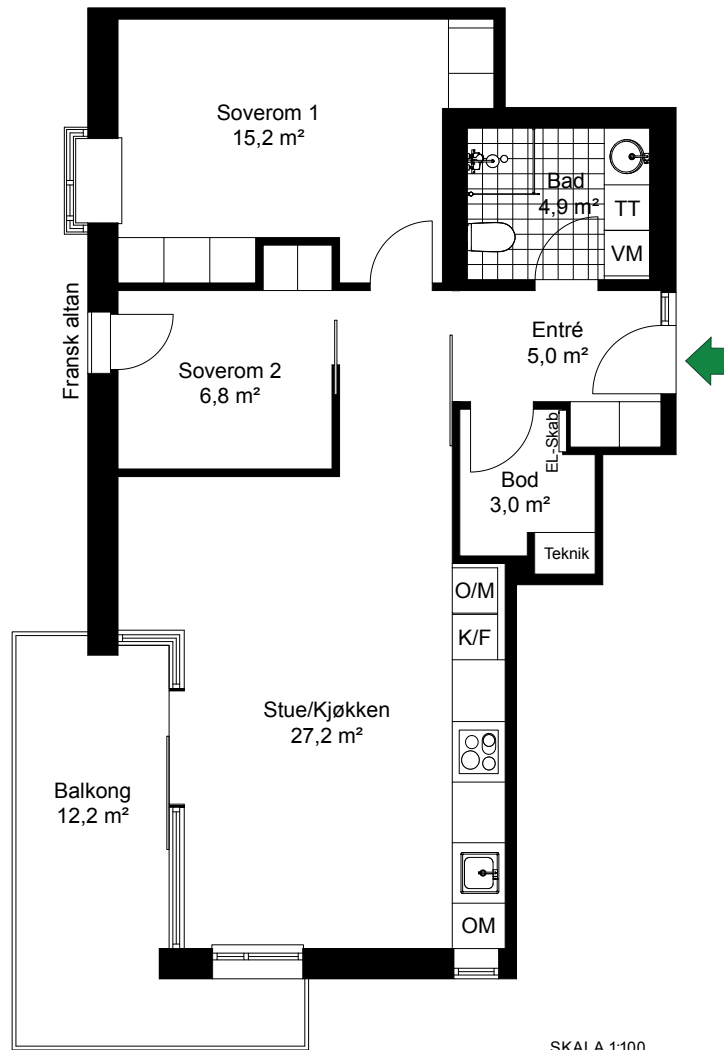 Soverom 1
15,2 m²
Bad
4,9 m²
TT
VM
Fransk altan
Entré
5,0 m²
Soverom 2
6,8 m²
EL-Skab
Bod
3,0 m²
Teknik
O/M
K/F
Stue/Kjøkken
27,2 m²
Balkong
12,2 m²
OM
SKALA 1:100